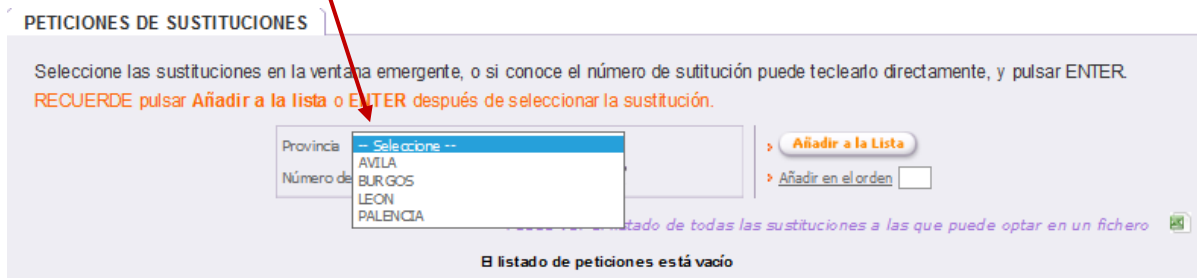 PETICIONES DE SUSTITUCIONES
Seleccione las sustituciones en la ventana emergente, o si conoce el número de sutitución puede teclearlo directamente, y pulsar ENTER.
RECUERDE pulsar Añadir a la lista o ENTER después de seleccionar la sustitución.
Provincia -- Seleccione --
Añadir a la Lista
AVILA
Número de
BURGOS
Añadir en el orden
LEON
PALENCIA
listado de todas las sustituciones a las que puede optar en un fichero
El listado de peticiones está vacío